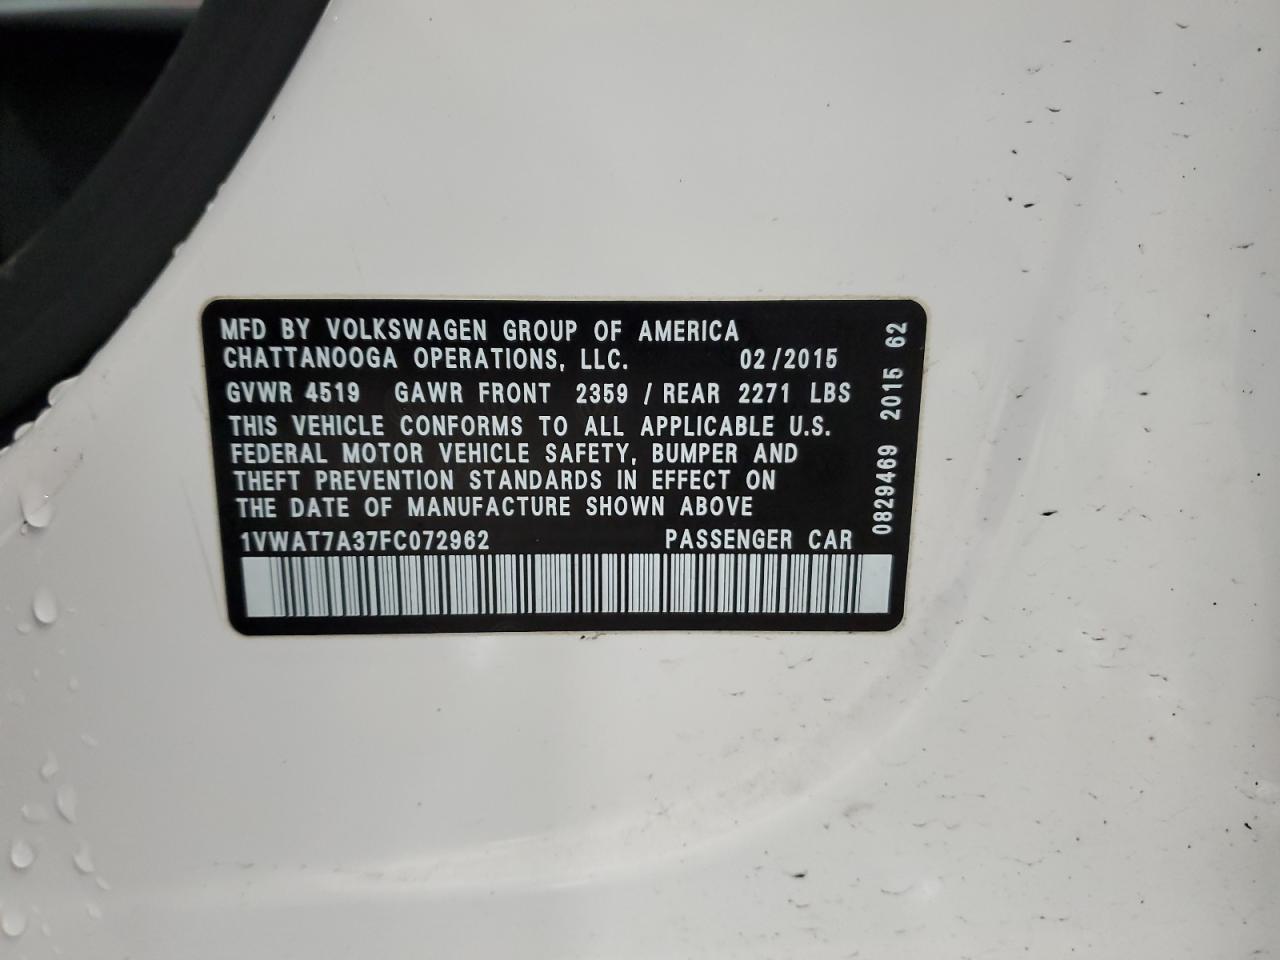 MFD BY VOLKSWAGEN GROUP OF AMERICA
CHATTANOOGA OPERATIONS, LLC. 02/2015
GVWR 4519 GAWR FRONT 2359 / REAR 2271 LBS
THIS VEHICLE CONFORMS TO ALL APPLICABLE U.S.
FEDERAL MOTOR VEHICLE SAFETY, BUMPER AND
THEFT PREVENTION STANDARDS IN EFFECT ON
THE DATE OF MANUFACTURE SHOWN ABOVE
1VWAT7A37FC072962 PASSENGER CAR
0829469 2015 62